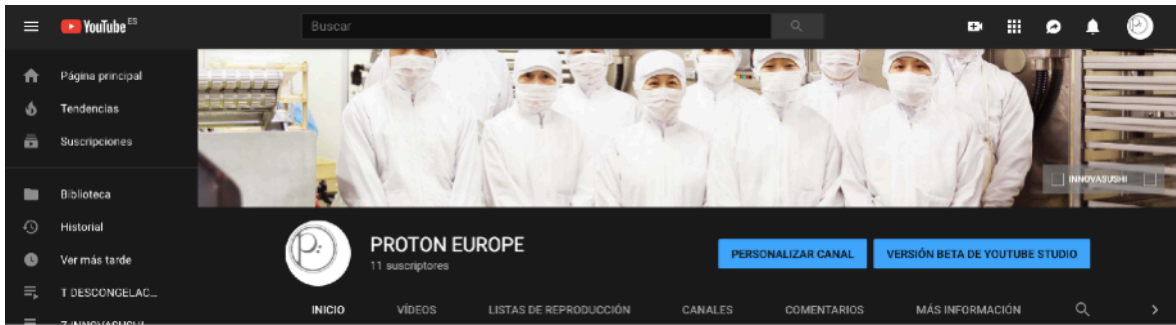 YouTube ES
Buscar
Página principal
Tendencias
Suscripciones
INNOVASUSHI
Biblioteca
Historial
Ver más tarde
T DESCONGELAC...
PROTON EUROPE
11 suscriptores
PERSONALIZAR CANAL
VERSIÓN BETA DE YOUTUBE STUDIO
INICIO
VÍDEOS
LISTAS DE REPRODUCCIÓN
CANALES
COMENTARIOS
MÁS INFORMACIÓN